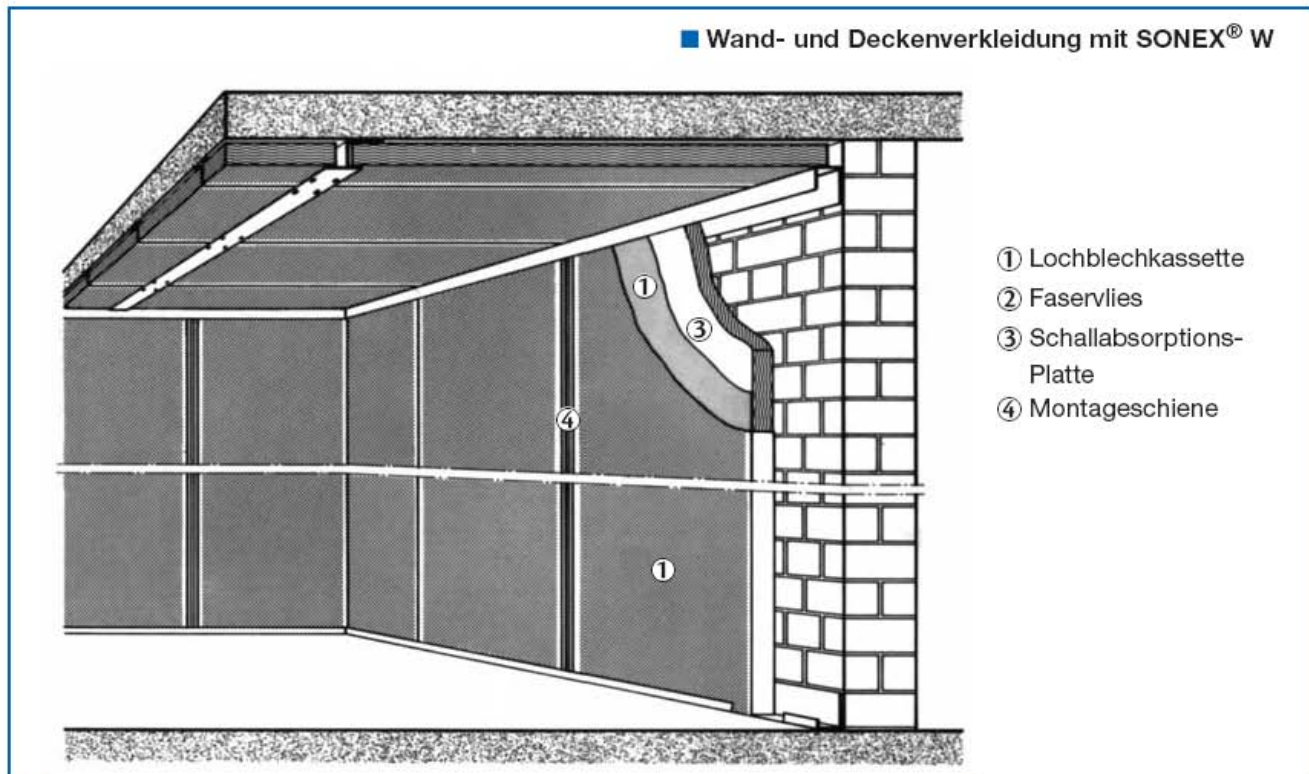 ■ Wand- und Deckenverkleidung mit SONEX® W
① Lochblechkassette
② Faservlies
③ Schallabsorptions-
Platte
④ Montageschiene
①
③
④
①